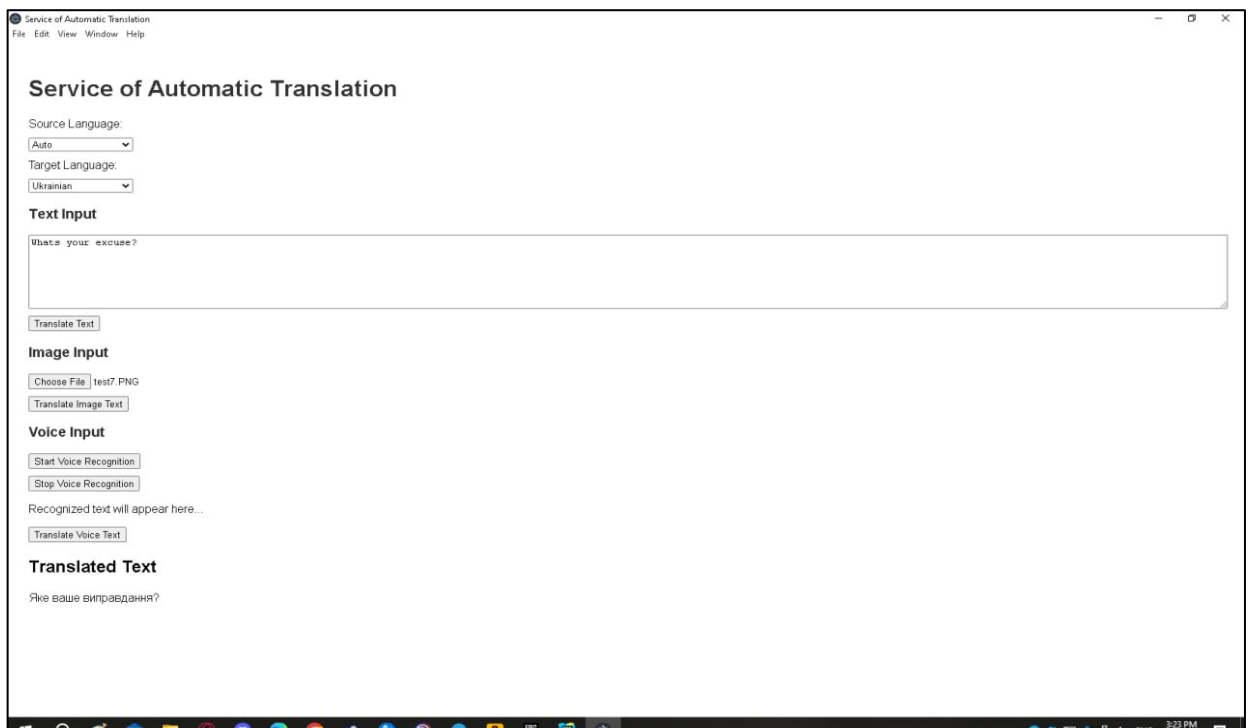 Service of Automatic Translation
File Edit View Window Help
Service of Automatic Translation
Source Language:
Auto
Target Language:
Ukrainian
Text Input
Whats your excuse?
Translate Text
Image Input
Choose File test7.PNG
Translate Image Text
Voice Input
Start Voice Recognition
Stop Voice Recognition
Recognized text will appear here...
Translate Voice Text
Translated Text
Яке ваше виправдання?
3:23 PM